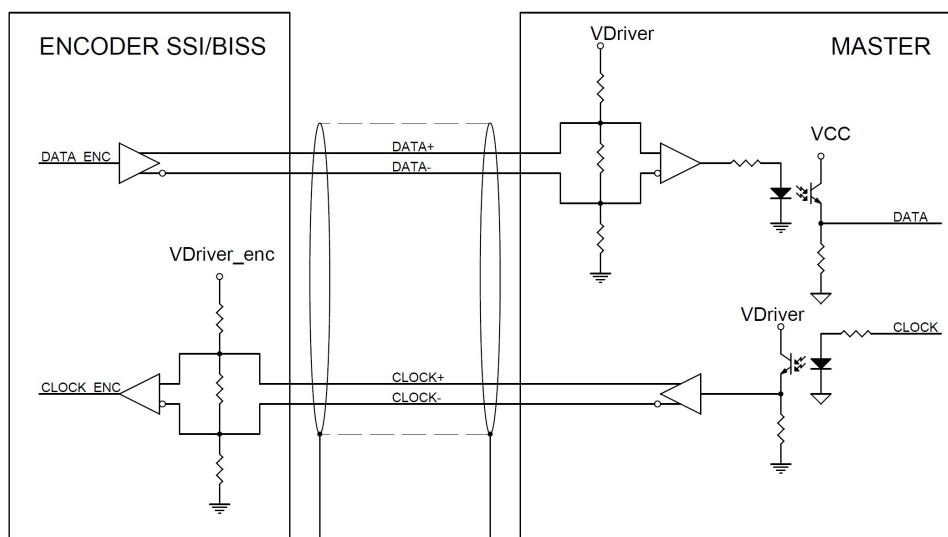 ENCODER SSI/BISS
MASTER
VDriver
VCC
DATA_ENC
DATA+
DATA-
DATA
VDriver_enc
VDriver
CLOCK
CLOCK_ENC
CLOCK+
CLOCK-